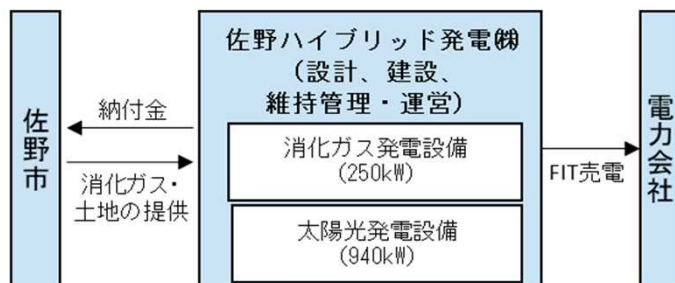 佐野市
納付金
消化ガス・
土地の提供
佐野ハイブリッド発電㈱
(設計、建設、
維持管理・運営)
消化ガス発電設備
(250kW)
太陽光発電設備
(940kW)
FIT売電
電力会社